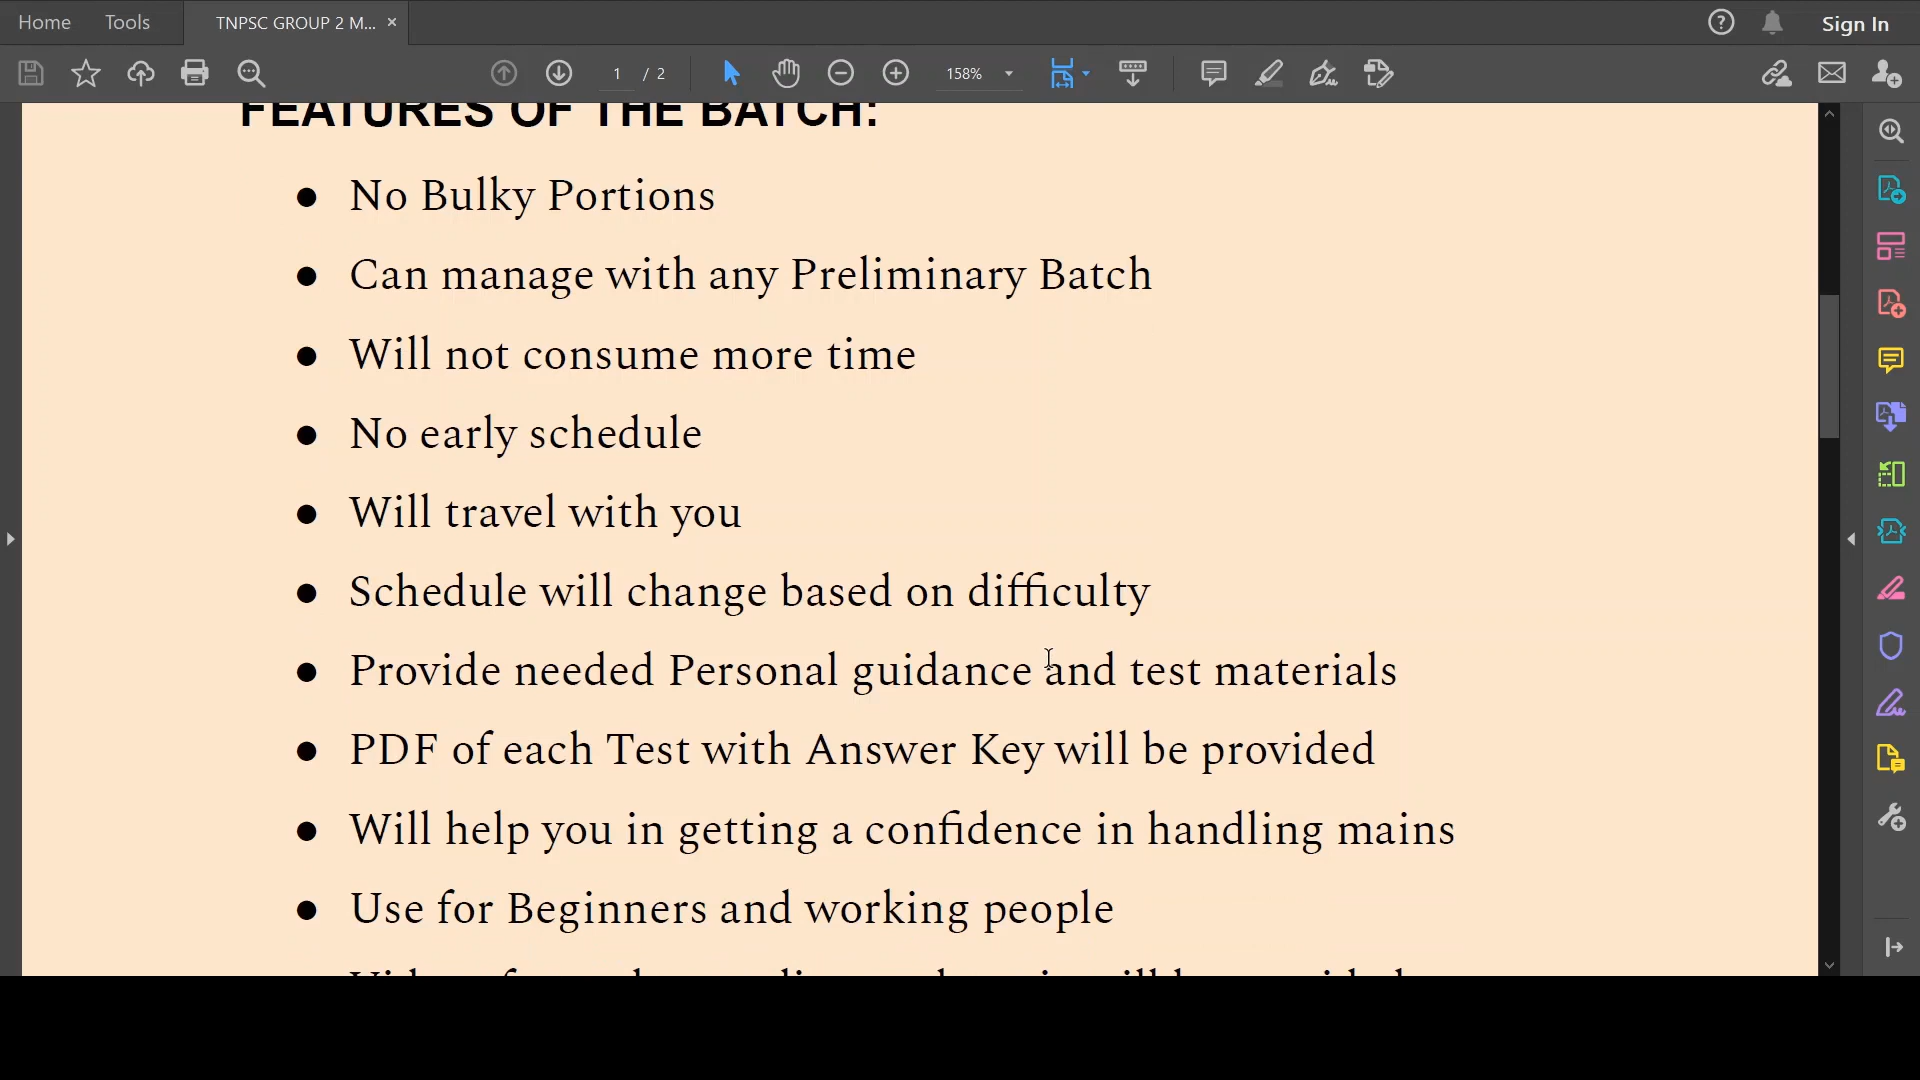 Home Tools TNPSC GROUP 2 M... × Sign In
1 / 2 158%
FEATURES OF THE BATCH:
● No Bulky Portions
● Can manage with any Preliminary Batch
● Will not consume more time
● No early schedule
● Will travel with you
● Schedule will change based on difficulty
● Provide needed Personal guidance and test materials
● PDF of each Test with Answer Key will be provided
● Will help you in getting a confidence in handling mains
● Use for Beginners and working people